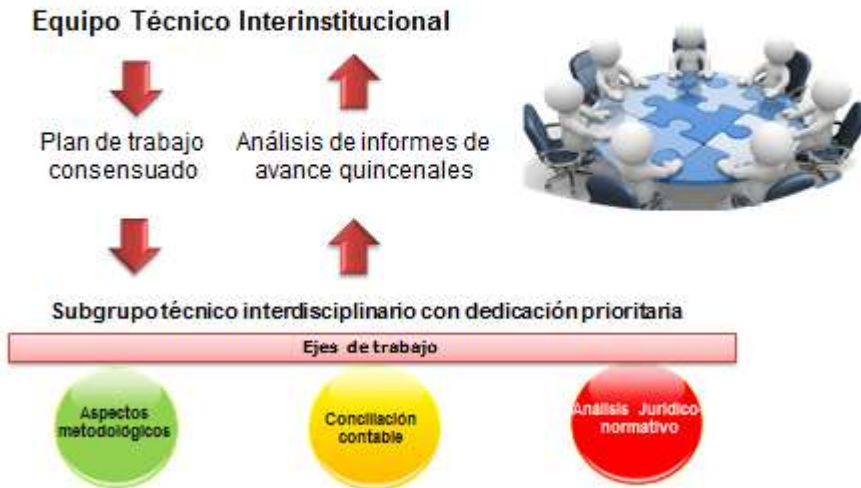 Equipo Técnico Interinstitucional
Plan de trabajo
consensuado
Análisis de informes de
avance quincenales
Subgrupo técnico interdisciplinario con dedicación prioritaria
Ejes de trabajo
Aspectos
metodológicos
Conciliación
contable
Análisis Jurídico-
normativo